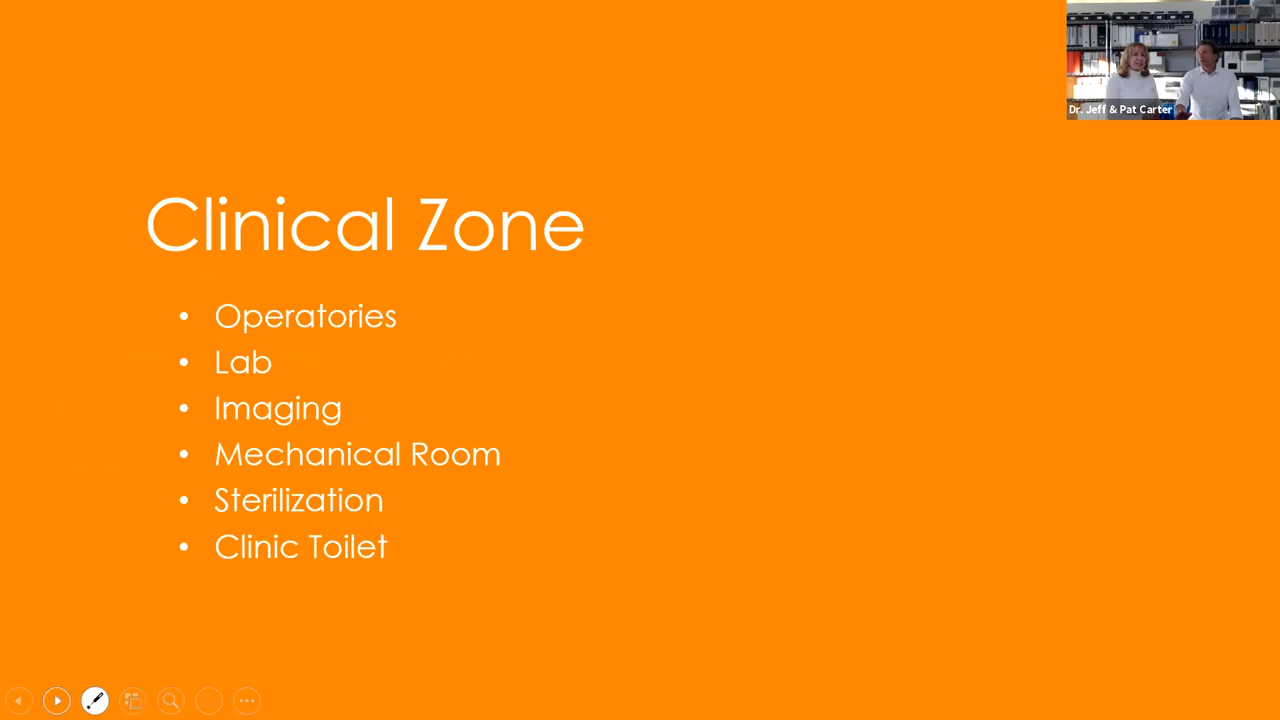 Dr. Jeff & Pat Carter
Clinical Zone
• Operatories
• Lab
• Imaging
• Mechanical Room
• Sterilization
• Clinic Toilet